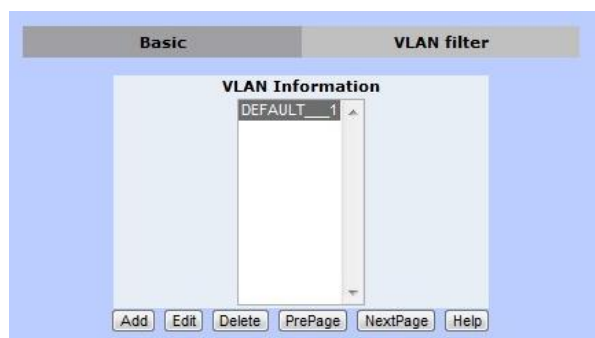 Basic VLAN filter
VLAN Information
DEFAULT___1
Add Edit Delete PrePage NextPage Help